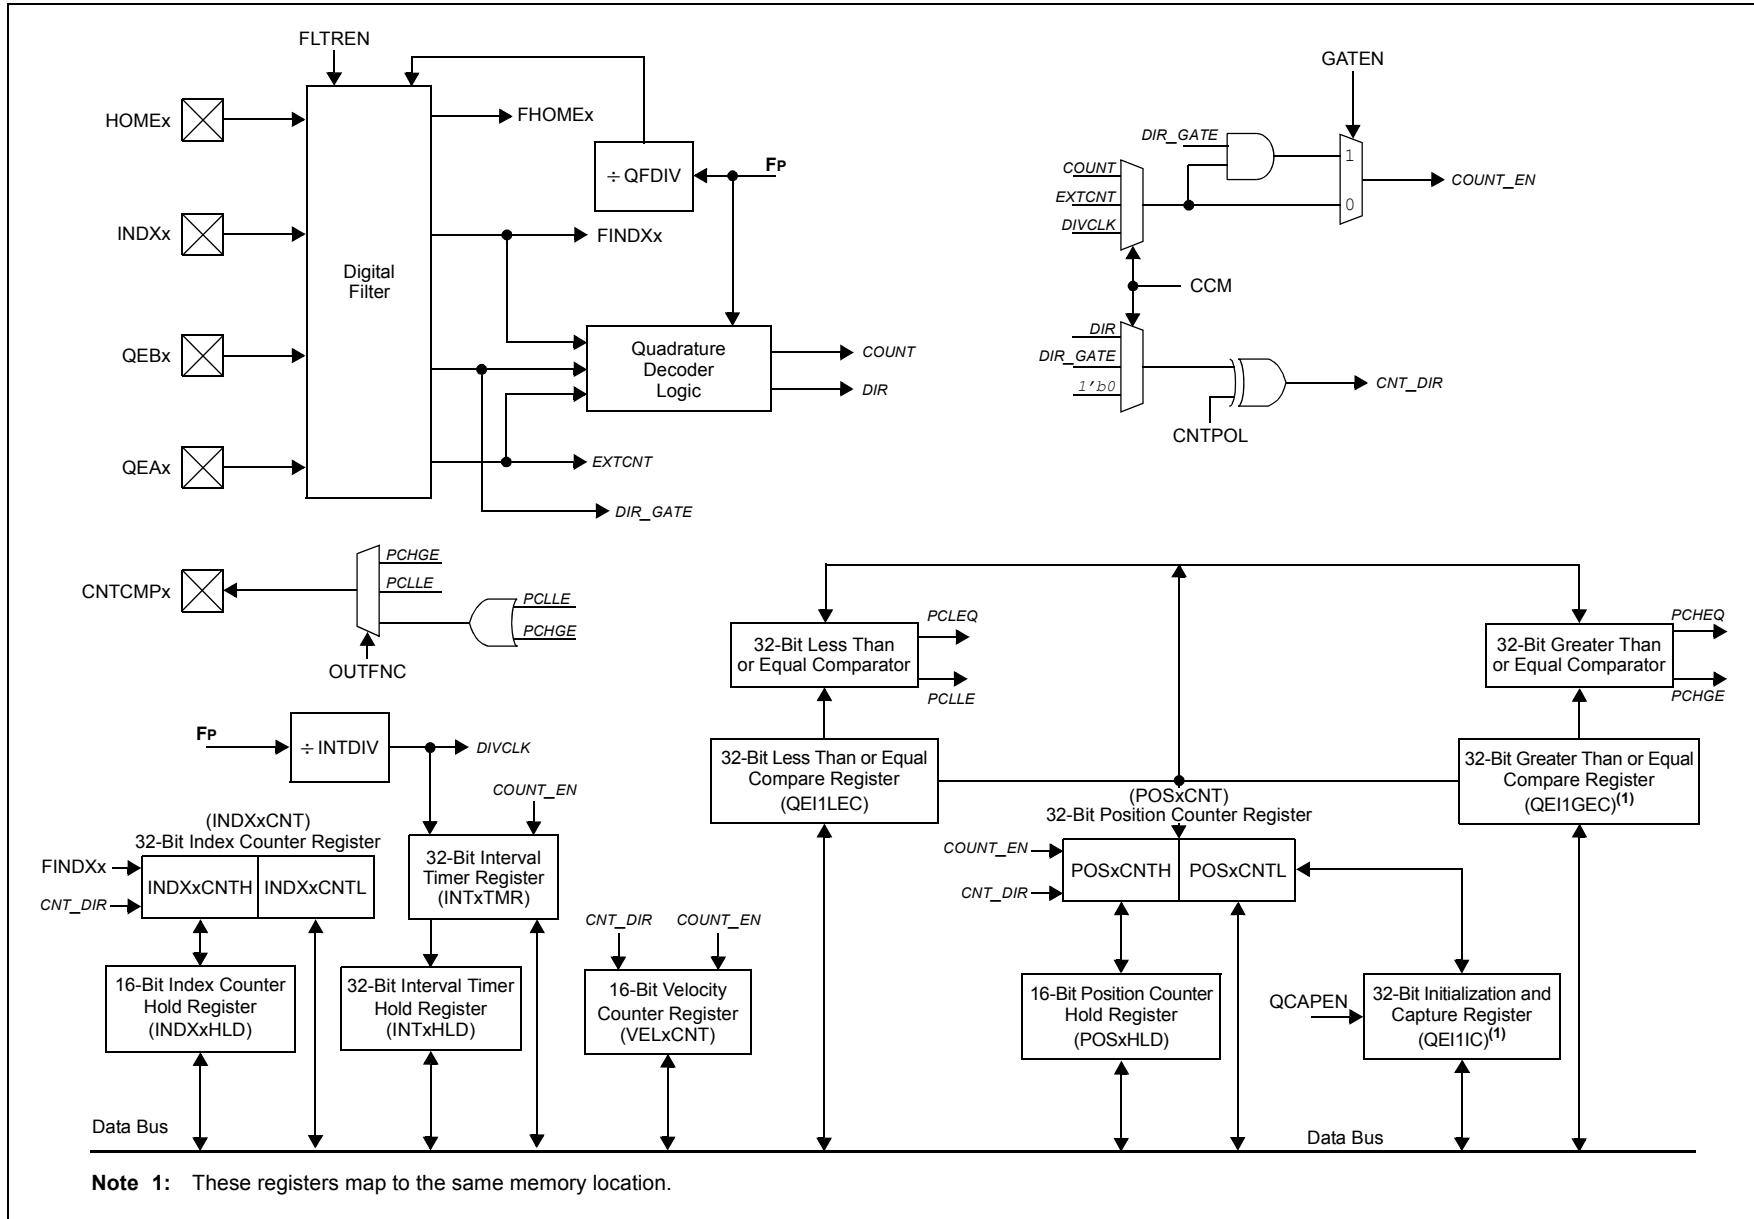 FLTREN
HOMEx
INDXx
QEBx
QEAx
Digital
Filter
FHOMEx
÷ QFDIV
FP
FINDXx
Quadrature
Decoder
Logic
COUNT
DIR
EXTCNT
DIR_GATE
GATEN
DIR_GATE
COUNT
EXTCNT
DIVCLK
1
0
COUNT_EN
CCM
DIR
DIR_GATE
1'b0
CNT_DIR
CNTPOL
CNTCMPx
PCHGE
PCLLE
PCLLE
PCHGE
OUTFNC
FP
÷ INTDIV
DIVCLK
COUNT_EN
(INDXxCNT)
32-Bit Index Counter Register
FINDXx
CNT_DIR
INDXxCNTH
INDXxCNTL
32-Bit Interval
Timer Register
(INTxTMR)
16-Bit Index Counter
Hold Register
(INDXxHLD)
32-Bit Interval Timer
Hold Register
(INTxHLD)
CNT_DIR
COUNT_EN
16-Bit Velocity
Counter Register
(VELxCNT)
32-Bit Less Than
or Equal Comparator
PCLEQ
PCLLE
32-Bit Greater Than
or Equal Comparator
PCHEQ
PCHGE
32-Bit Less Than or Equal
Compare Register
(QEI1LEC)
32-Bit Greater Than or Equal
Compare Register
(QEI1GEC)(1)
(POSxCNT)
32-Bit Position Counter Register
COUNT_EN
CNT_DIR
POSxCNTH
POSxCNTL
16-Bit Position Counter
Hold Register
(POSxHLD)
QCAPEN
32-Bit Initialization and
Capture Register
(QEI1IC)(1)
Data Bus
Data Bus
Note 1: These registers map to the same memory location.